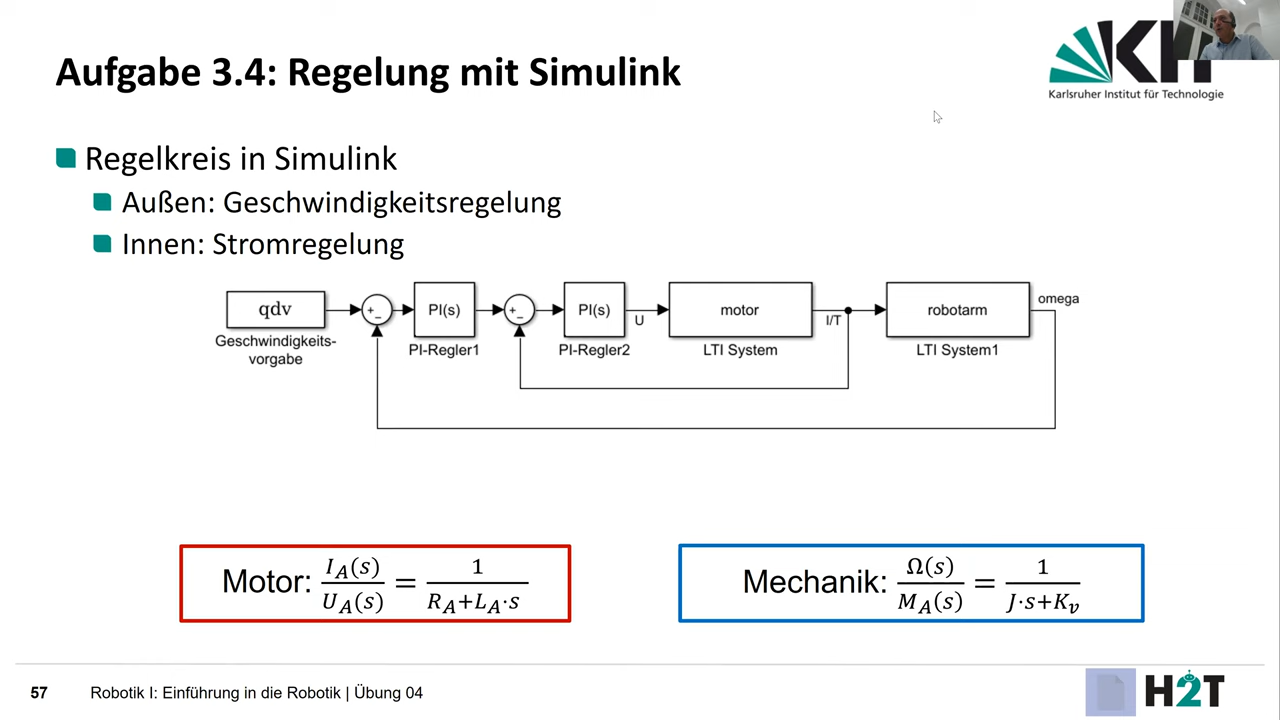 Aufgabe 3.4: Regelung mit Simulink
Karlsruher Institut für Technologie
Regelkreis in Simulink
Außen: Geschwindigkeitsregelung
Innen: Stromregelung
qdv
Geschwindigkeits-
vorgabe
+
−
PI(s)
PI-Regler1
+
−
PI(s)
PI-Regler2
U
motor
LTI System
I/T
robotarm
LTI System1
omega
Motor: I_A(s)/U_A(s) = 1/(R_A+L_A·s)
Mechanik: Ω(s)/M_A(s) = 1/(J·s+K_v)
57 Robotik I: Einführung in die Robotik | Übung 04
H2T